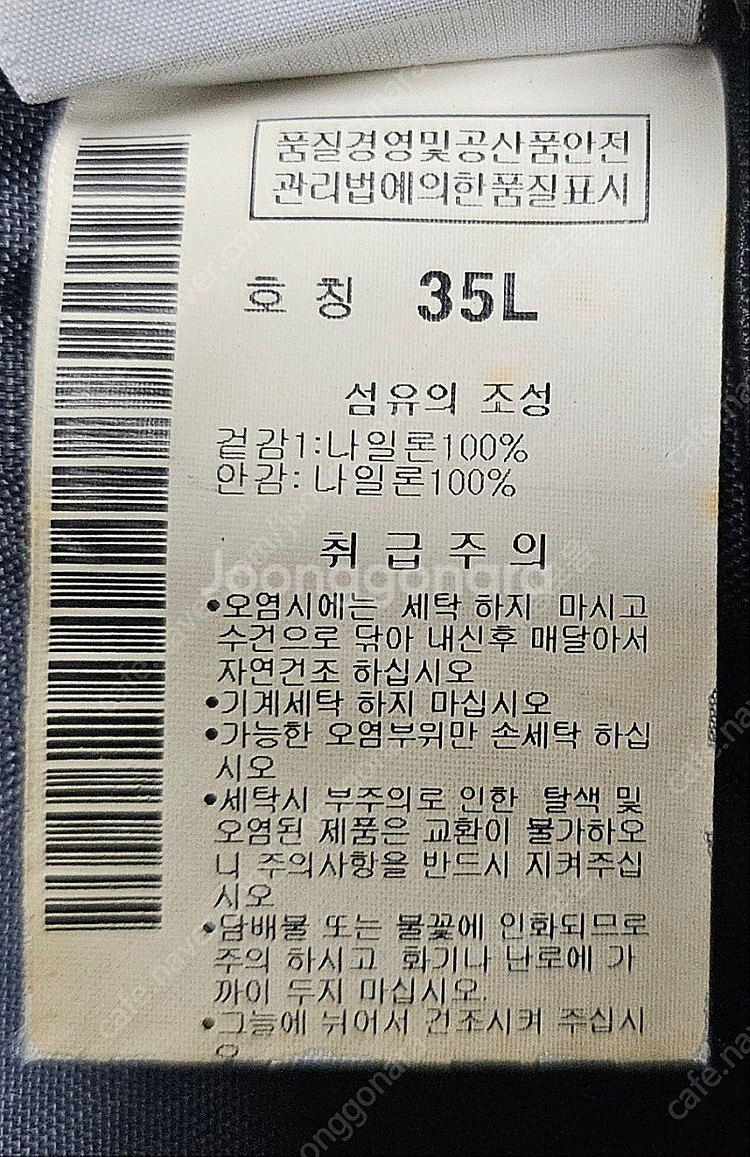 품질경영및공산품안전
관리법에의한품질표시
호 칭 35L
섬유의 조성
겉감1:나일론100%
안감: 나일론100%
취 급 주 의
Joonggonara
•오염시에는 세탁 하지 마시고
수건으로 닦아 내신후 매달아서
자연건조 하십시오
•기계세탁 하지 마십시오
•가능한 오염부위만 손세탁 하십
시오
•세탁시 부주의로 인한 탈색 및
오염된 제품은 교환이 불가하오
니 주의사항을 반드시 지켜주십
시오
•담배불 또는 불꽃에 인화되므로
주의 하시고 화기나 난로에 가
까이 두지 마십시오.
•그늘에 뉘어서 건조시켜 주십시
오